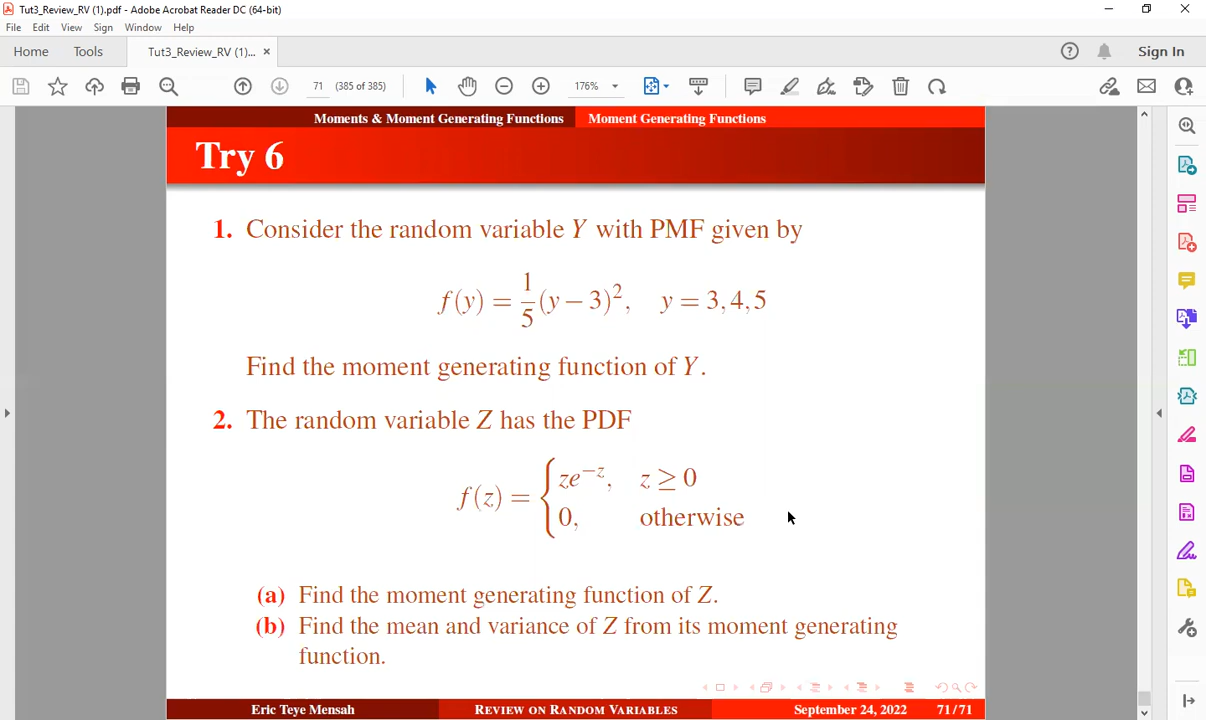 Tut3_Review_RV (1).pdf - Adobe Acrobat Reader DC (64-bit)
File Edit View Sign Window Help
Home Tools Tut3_Review_RV (1)... × Sign In
71 (385 of 385) 176%
Moments & Moment Generating Functions Moment Generating Functions
Try 6
1. Consider the random variable Y with PMF given by
f(y) = 1/5 (y − 3)², y = 3, 4, 5
Find the moment generating function of Y.
2. The random variable Z has the PDF
f(z) = { ze^{−z}, z ≥ 0
0, otherwise
(a) Find the moment generating function of Z.
(b) Find the mean and variance of Z from its moment generating
function.
Eric Teye Mensah REVIEW ON RANDOM VARIABLES September 24, 2022 71 / 71